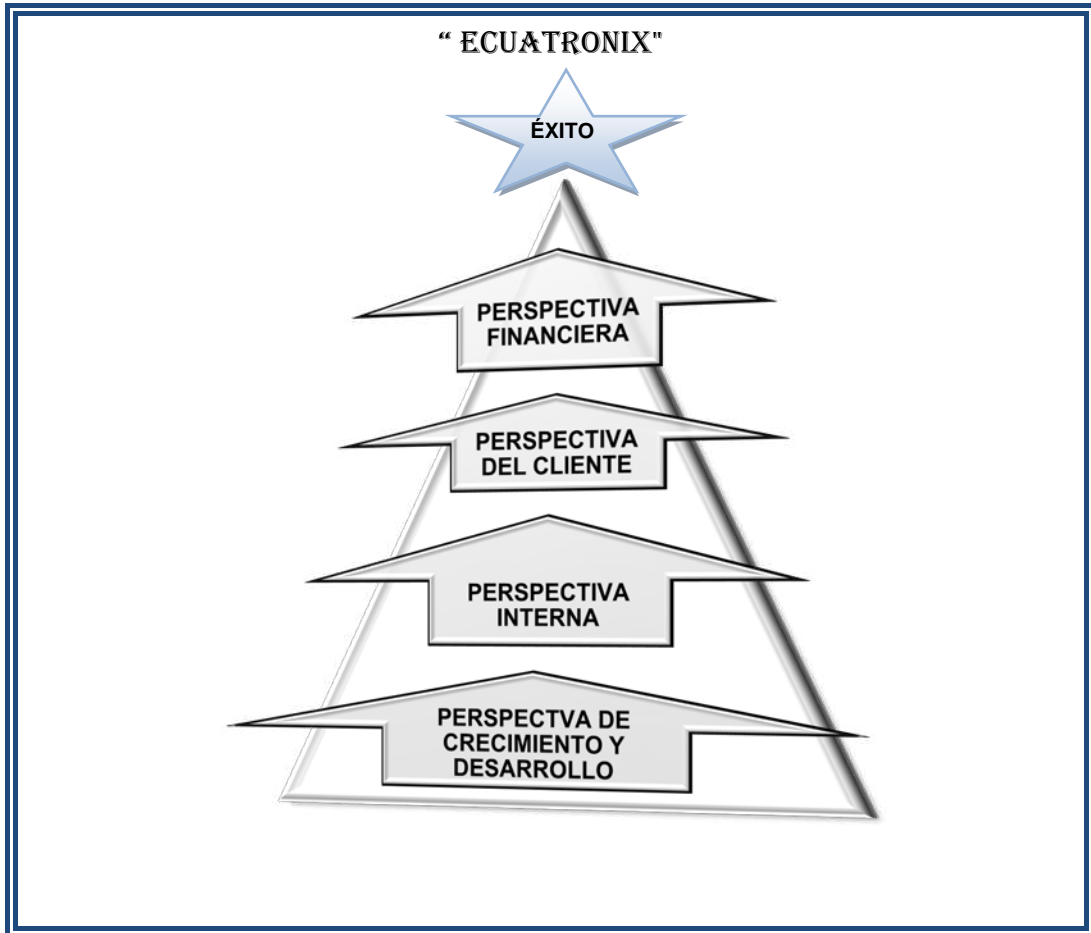 “ ECUATRONIX"
ÉXITO
PERSPECTIVA
FINANCIERA
PERSPECTIVA
DEL CLIENTE
PERSPECTIVA
INTERNA
PERSPECTVA DE
CRECIMIENTO Y
DESARROLLO